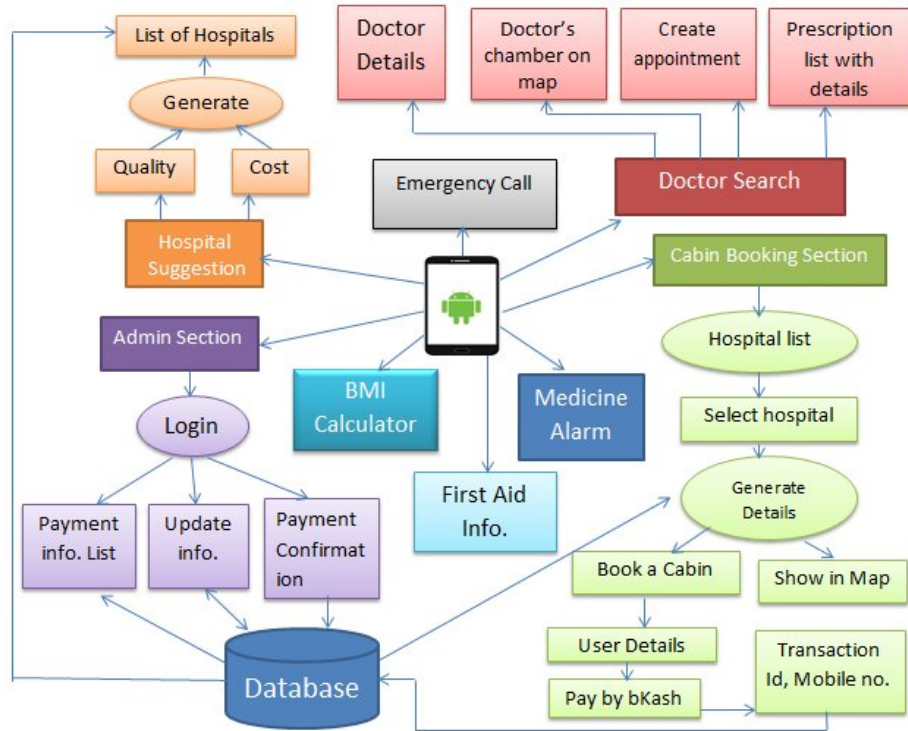 List of Hospitals
Generate
Quality
Cost
Hospital
Suggestion
Doctor
Details
Doctor's
chamber on
map
Create
appointment
Prescription
list with
details
Doctor Search
Emergency Call
Cabin Booking Section
Hospital list
Select hospital
Generate
Details
Book a Cabin
Show in Map
User Details
Pay by bKash
Transaction
Id, Mobile no.
Admin Section
Login
Payment
info. List
Update
info.
Payment
Confirmat
ion
BMI
Calculator
Medicine
Alarm
First Aid
Info.
Database